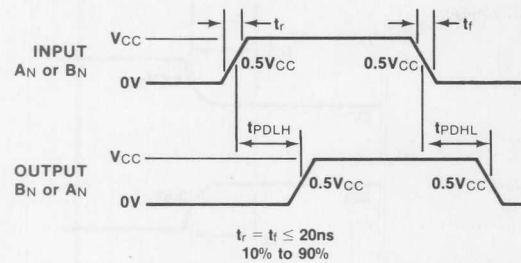 tr
tf
INPUT
AN or BN
VCC
0V
0.5VCC
0.5VCC
tPDLH
tPDHL
OUTPUT
BN or AN
VCC
0V
0.5VCC
0.5VCC
tr = tf ≤ 20ns
10% to 90%